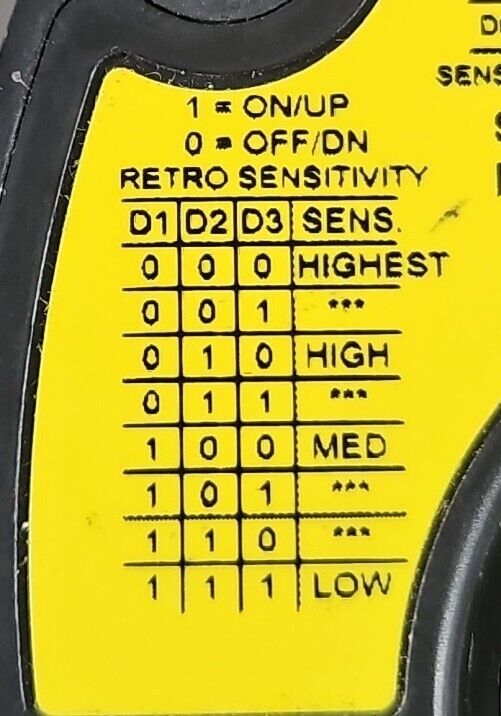 1 = ON/UP
0 = OFF/DN
RETRO SENSITIVITY
D1 D2 D3 SENS.
0 0 0 HIGHEST
0 0 1 ***
0 1 0 HIGH
0 1 1 ***
1 0 0 MED
1 0 1 ***
1 1 0 ***
1 1 1 LOW